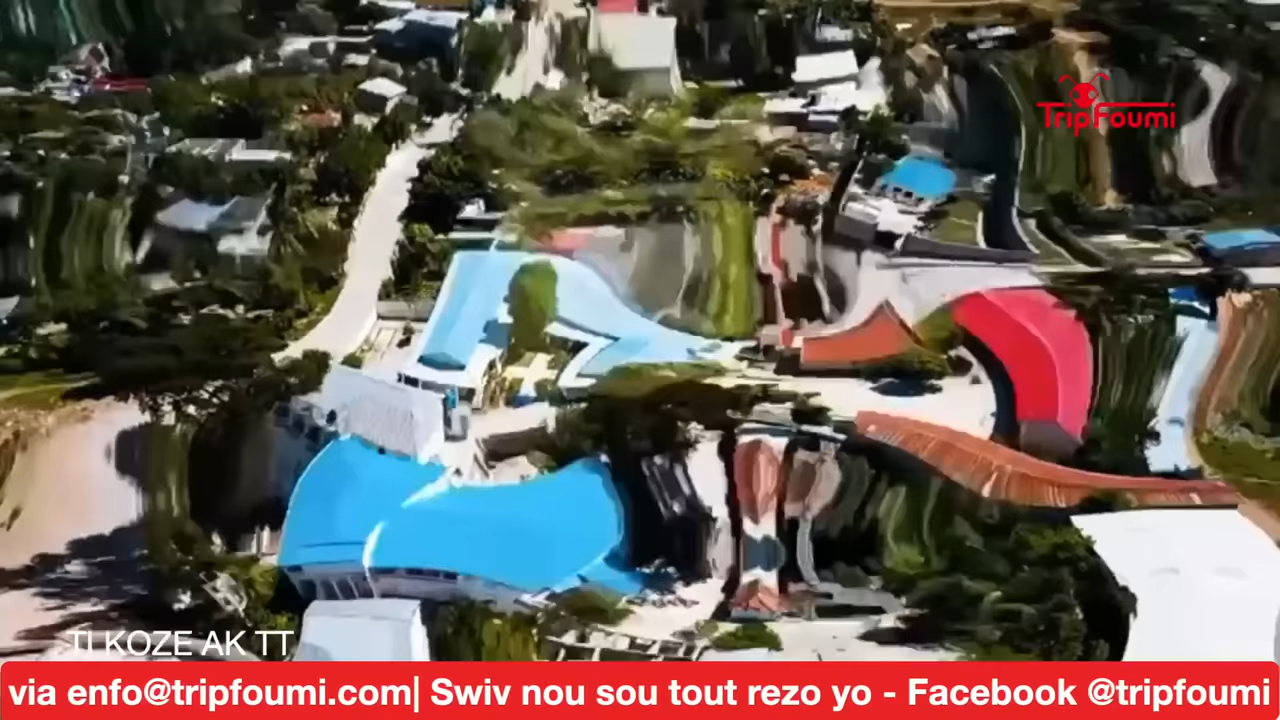 TripFoumi
TI KOZE AK TT
via enfo@tripfoumi.com| Swiv nou sou tout rezo yo - Facebook @tripfoumi